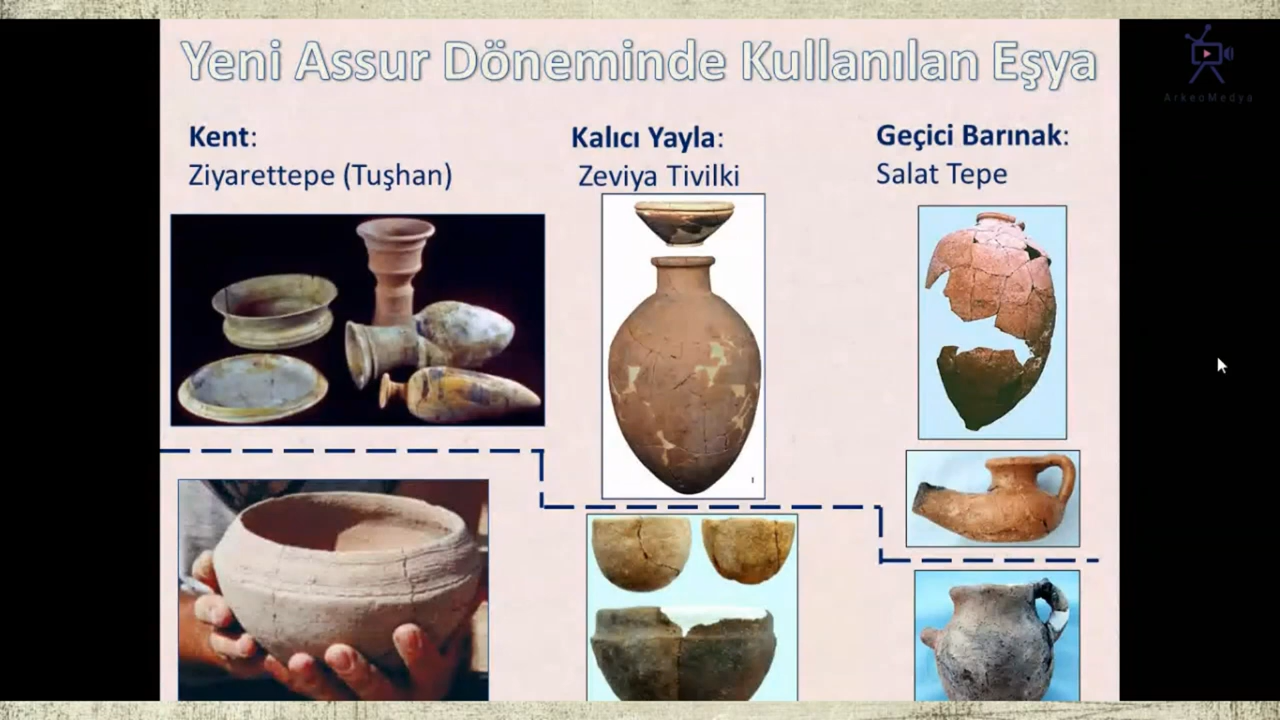 Yeni Assur Döneminde Kullanılan Eşya
Kent:
Ziyarettepe (Tuşhan)
Kalıcı Yayla:
Zeviya Tivilki
Geçici Barınak:
Salat Tepe
ArkeoMedya